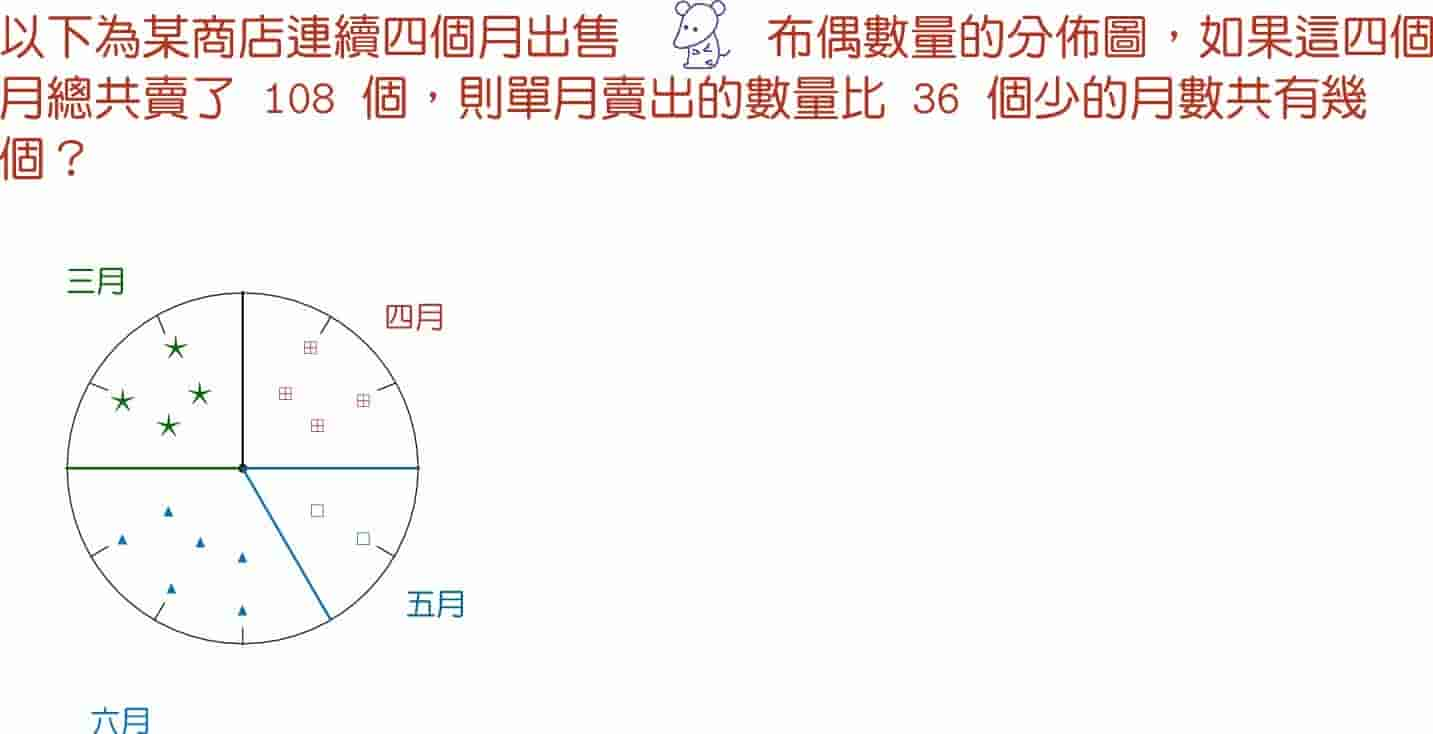 以下為某商店連續四個月出售 布偶數量的分佈圖，如果這四個
月總共賣了 108 個，則單月賣出的數量比 36 個少的月數共有幾
個？
三月
四月
五月
六月